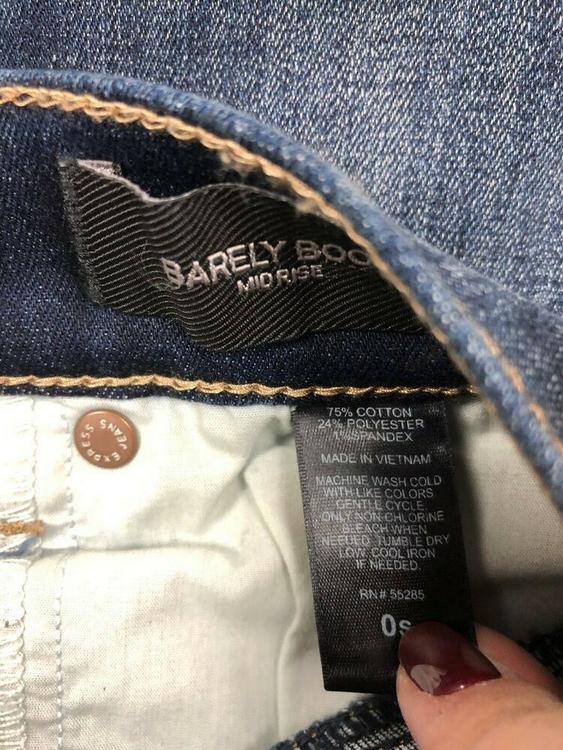 BARELY BOO
MID RISE
EXPRESS
JEANS
75% COTTON
24% POLYESTER
1% SPANDEX
MADE IN VIETNAM
MACHINE WASH COLD
WITH LIKE COLORS
GENTLE CYCLE.
ONLY NON-CHLORINE
BLEACH WHEN
NEEDED. TUMBLE DRY
LOW. COOL IRON
IF NEEDED.
RN# 55285
0s